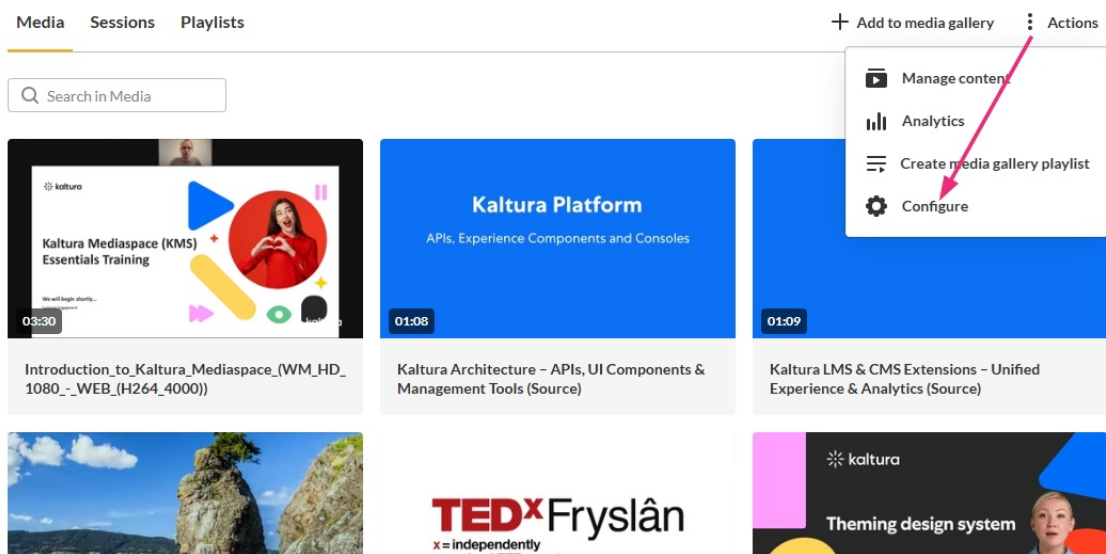 Media Sessions Playlists + Add to media gallery Actions
Search in Media
Manage content
Analytics
Create media gallery playlist
Configure
kaltura
Kaltura Mediaspace (KMS)
Essentials Training
We will begin shortly...
03:30
Kaltura Platform
APIs, Experience Components and Consoles
01:08
01:09
Introduction_to_Kaltura_Mediaspace_(WM_HD_
1080_-_WEB_(H264_4000))
Kaltura Architecture – APIs, UI Components &
Management Tools (Source)
Kaltura LMS & CMS Extensions – Unified
Experience & Analytics (Source)
TEDxFryslân
x = independently
kaltura
Theming design system